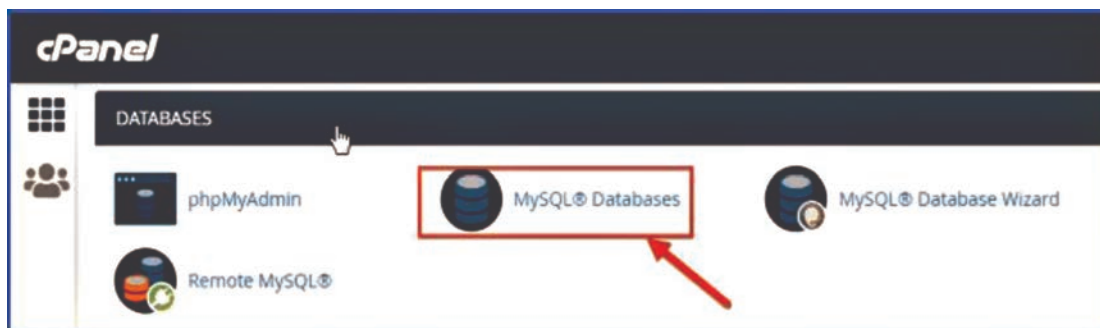 cPanel
DATABASES
phpMyAdmin
MySQL® Databases
MySQL® Database Wizard
Remote MySQL®